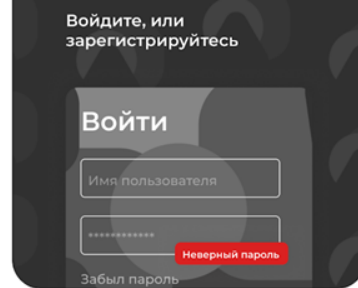 Войдите, или
зарегистрируйтесь
Войти
Имя пользователя
************
Неверный пароль
Забыл пароль